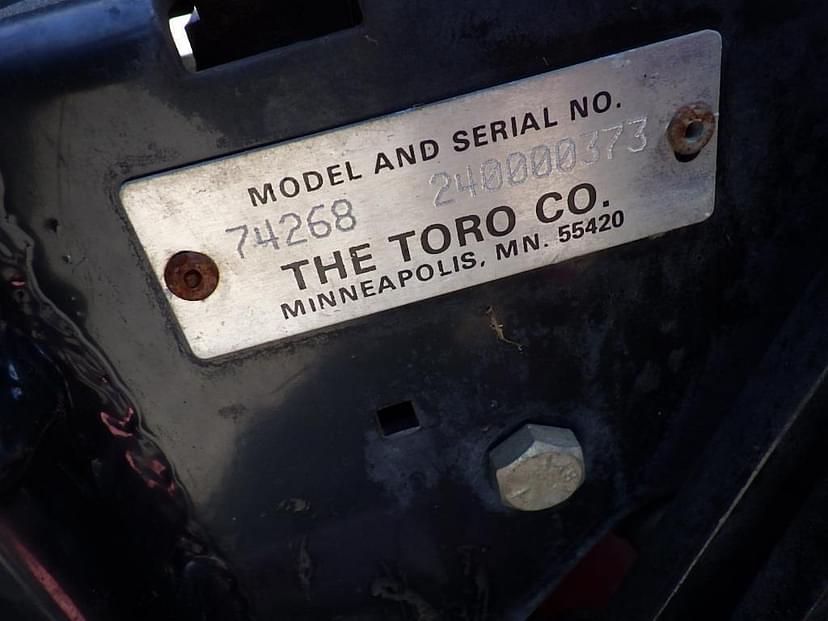 MODEL AND SERIAL NO.
74268 240000373
THE TORO CO.
MINNEAPOLIS, MN. 55420